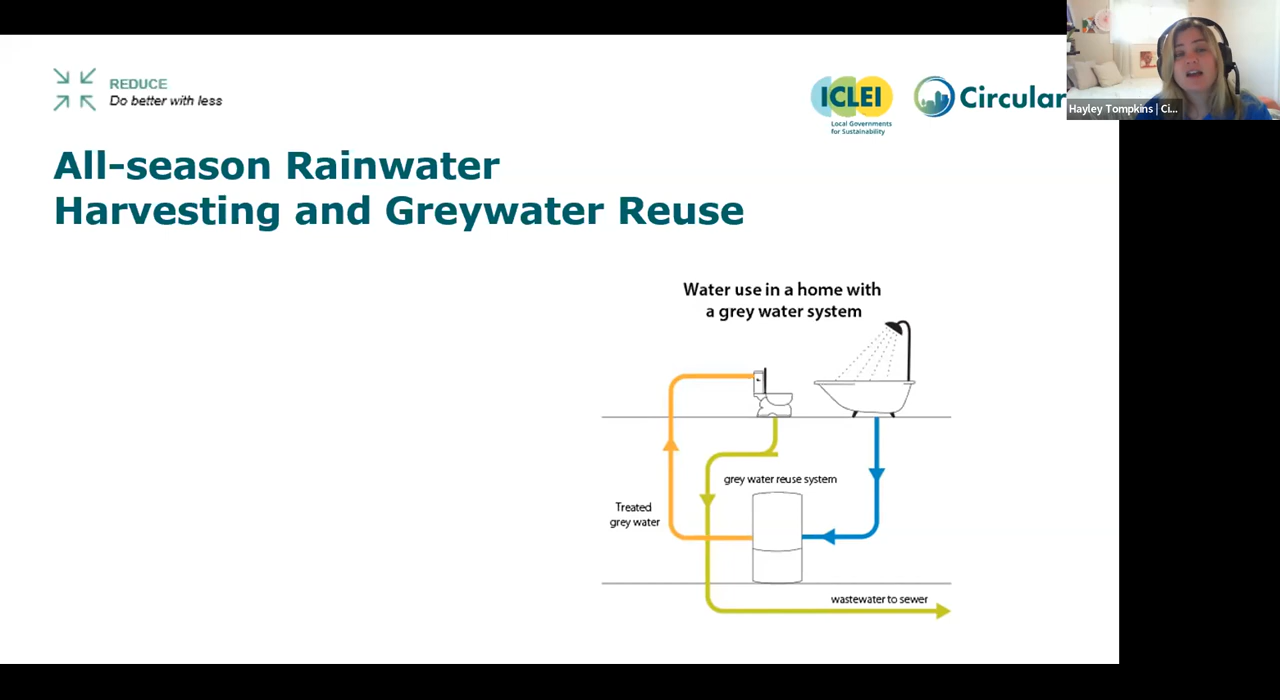 REDUCE
Do better with less
ICLEI
Local Governments
for Sustainability
Circular
Hayley Tompkins | Ci...
All-season Rainwater
Harvesting and Greywater Reuse
Water use in a home with
a grey water system
grey water reuse system
Treated
grey water
wastewater to sewer